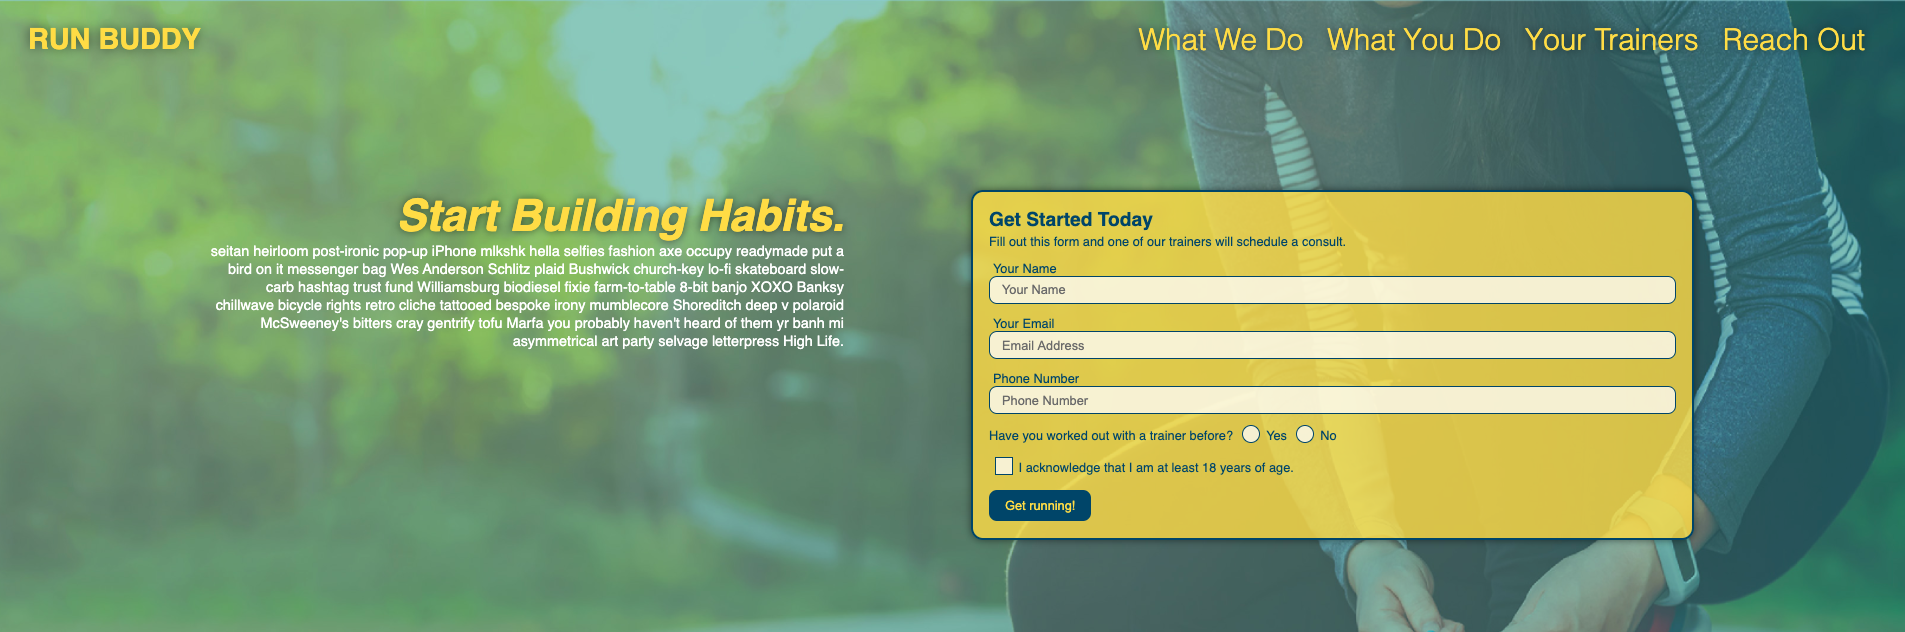 RUN BUDDY
What We Do What You Do Your Trainers Reach Out
Start Building Habits.
seitan heirloom post-ironic pop-up iPhone mlkshk hella selfies fashion axe occupy readymade put a
bird on it messenger bag Wes Anderson Schlitz plaid Bushwick church-key lo-fi skateboard slow-
carb hashtag trust fund Williamsburg biodiesel fixie farm-to-table 8-bit banjo XOXO Banksy
chillwave bicycle rights retro cliche tattooed bespoke irony mumblecore Shoreditch deep v polaroid
McSweeney's bitters cray gentrify tofu Marfa you probably haven't heard of them yr banh mi
asymmetrical art party selvage letterpress High Life.
Get Started Today
Fill out this form and one of our trainers will schedule a consult.
Your Name
Your Name
Your Email
Email Address
Phone Number
Phone Number
Have you worked out with a trainer before? Yes No
I acknowledge that I am at least 18 years of age.
Get running!